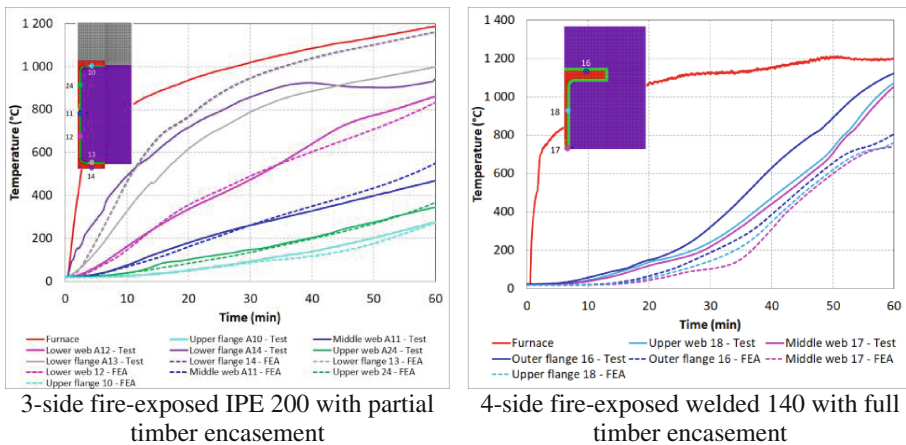 1 200
1 000
800
600
400
200
0
Temperature (°C)
10
24
11
12
13
14
0 10 20 30 40 50 60
Time (min)
Furnace Upper flange A10 - Test Middle web A11 - Test
Lower web A12 - Test Lower flange A14 - Test Upper web A24 - Test
Lower flange A13 - Test Lower flange 14 - FEA Lower flange 13 - FEA
Lower web 12 - FEA Middle web A11 - FEA Upper web 24 - FEA
Upper flange 10 - FEA
3-side fire-exposed IPE 200 with partial
timber encasement
1 400
1 200
1 000
800
600
400
200
0
Temperature (°C)
16
18
17
0 10 20 30 40 50 60
Time (min)
Furnace Upper web 18 - Test Middle web 17 - Test
Outer flange 16 - Test Outer flange 16 - FEA Middle web 17 - FEA
Upper flange 18 - FEA
4-side fire-exposed welded 140 with full
timber encasement